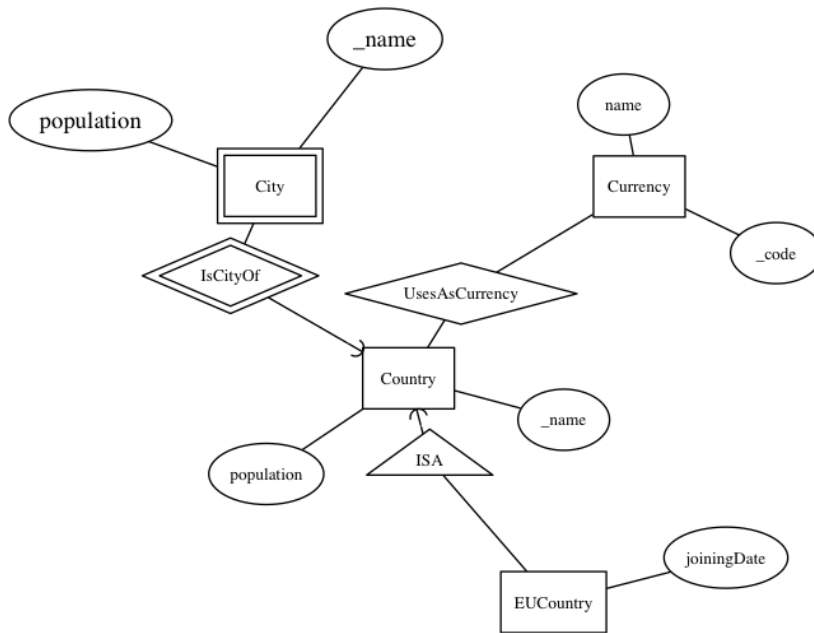 _name
population
name
City
Currency
_code
IsCityOf
UsesAsCurrency
Country
_name
population
ISA
joiningDate
EUCountry